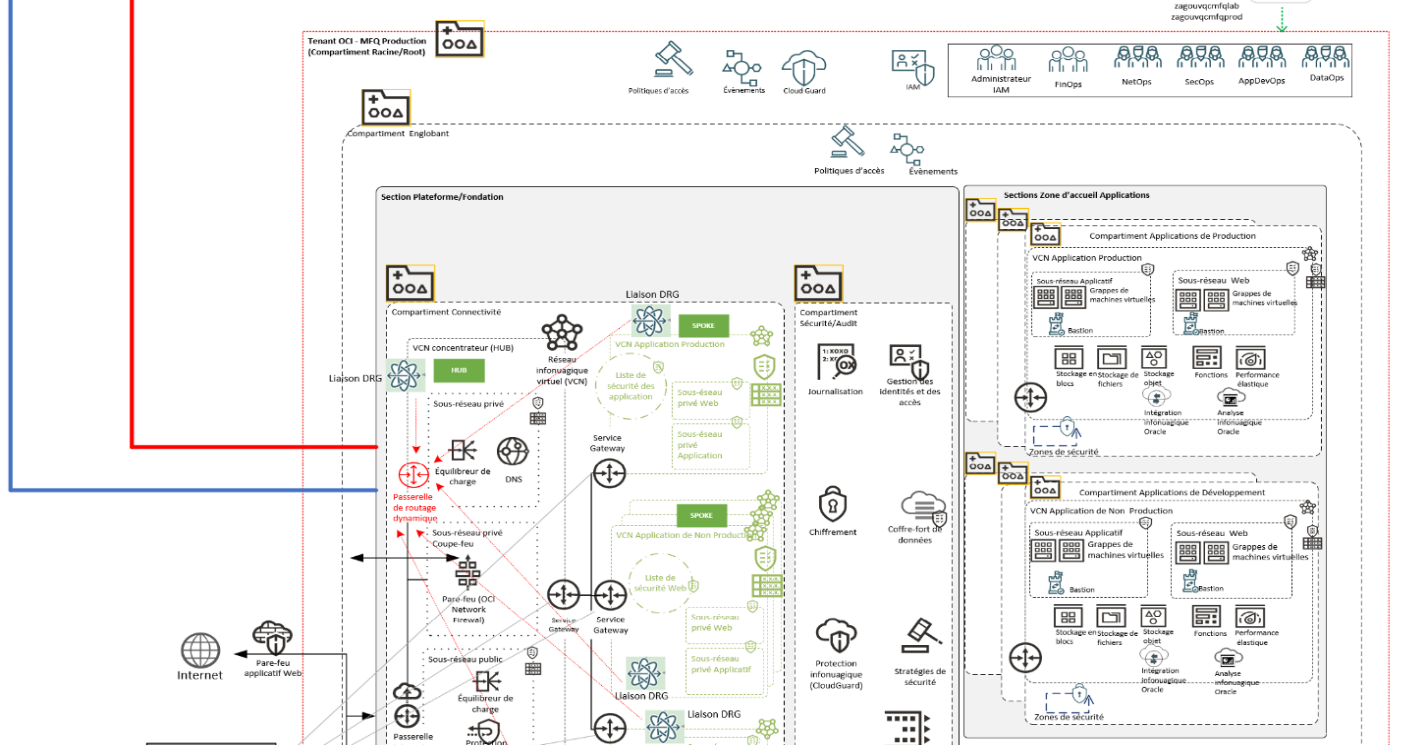 zagouvqcmfqlab
zagouvqcmfqprod
Tenant OCI - MFQ Production
(Compartiment Racine/Root)
Politiques d'accès
Évènements
Cloud Guard
IAM
Administrateur
IAM
FinOps
NetOps
SecOps
AppDevOps
DataOps
Compartiment Englobant
Politiques d'accès
Évènements
Section Plateforme/Fondation
Compartiment Connectivité
VCN concentrateur (HUB)
HUB
Liaison DRG
Réseau
infonuagique
virtuel (VCN)
Liaison DRG
SPOKE
VCN Application Production
Liste de
sécurité des
application
Sous-réseau
privé Web
Sous-éseau
privé
Application
Sous-réseau privé
Équilibreur de
charge
DNS
Passerelle
de routage
dynamique
Service
Gateway
Sous-réseau privé
Coupe-feu
Pare-feu (OCI
Network
Firewal)
SPOKE
VCN Application de Non Product
Liste de
sécurité Web
Service
Gateway
Service
Gateway
Sous-réseau
privé Web
Sous-réseau
privé Applicatif
Liaison DRG
Liaison DRG
Sous-réseau public
Équilibreur de
charge
Passerelle
Protection
Internet
Pare-feu
applicatif Web
Compartiment
Sécurité/Audit
1: XOXO
2: X
OX
Journalisation
Gestion des
identités et des
accès
Chiffrement
Coffre-fort de
données
Protection
infonuagique
(CloudGuard)
Stratégies de
sécurité
Sections Zone d'accueil Applications
Compartiment Applications de Production
VCN Application Production
Sous-réseau Applicatif
Grappes de
machines virtuelles
Bastion
Sous-réseau Web
Grappes de
machines virtuelles
Bastion
Stockage en
blocs
Stockage de
fichiers
Stockage
objet
Fonctions
Performance
élastique
Intégration
infonuagique
Oracle
Analyse
infonuagique
Oracle
Zones de sécurité
Compartiment Applications de Développement
VCN Application de Non Production
Sous-réseau Applicatif
Grappes de
machines virtuelles
Bastion
Sous-réseau Web
Grappes de
machines virtuelles
Bastion
Stockage en
blocs
Stockage de
fichiers
Stockage
objet
Fonctions
Performance
élastique
Intégration
infonuagique
Oracle
Analyse
infonuagique
Oracle
Zones de sécurité